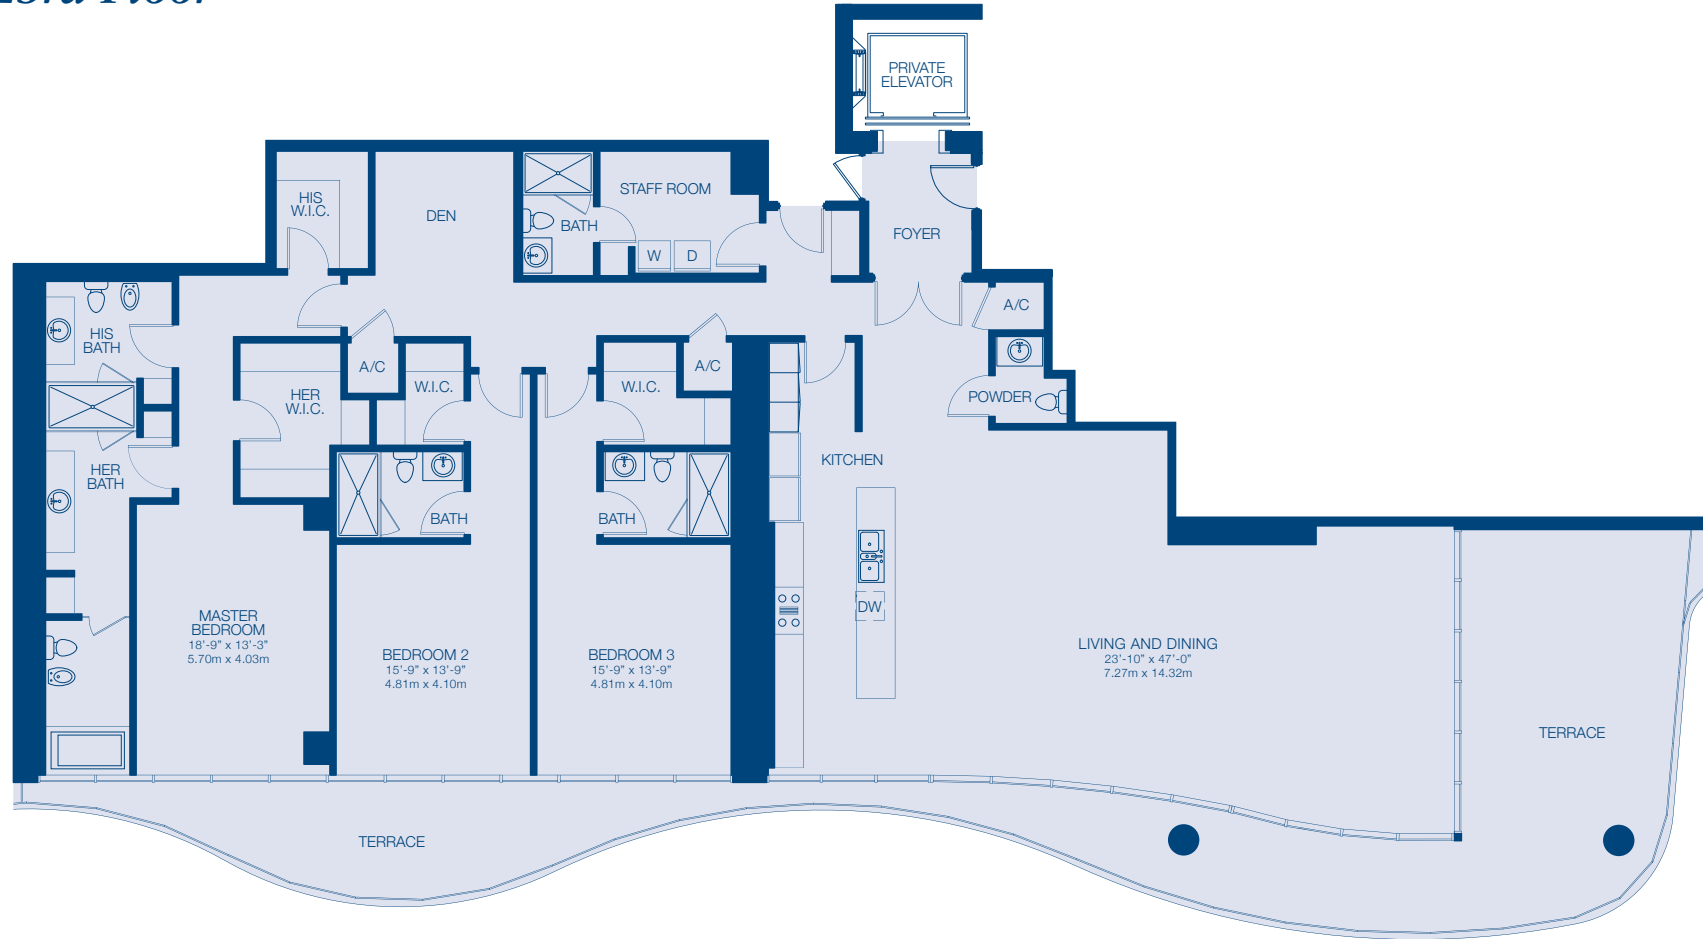 23rd Floor
PRIVATE
ELEVATOR
HIS
W.I.C.
DEN
STAFF ROOM
BATH
W
D
FOYER
A/C
HIS
BATH
A/C
HER
W.I.C.
W.I.C.
W.I.C.
A/C
POWDER
KITCHEN
HER
BATH
BATH
BATH
DW
MASTER
BEDROOM
18'-9" x 13'-3"
5.70m x 4.03m
BEDROOM 2
15'-9" x 13'-9"
4.81m x 4.10m
BEDROOM 3
15'-9" x 13'-9"
4.81m x 4.10m
LIVING AND DINING
23'-10" x 47'-0"
7.27m x 14.32m
TERRACE
TERRACE